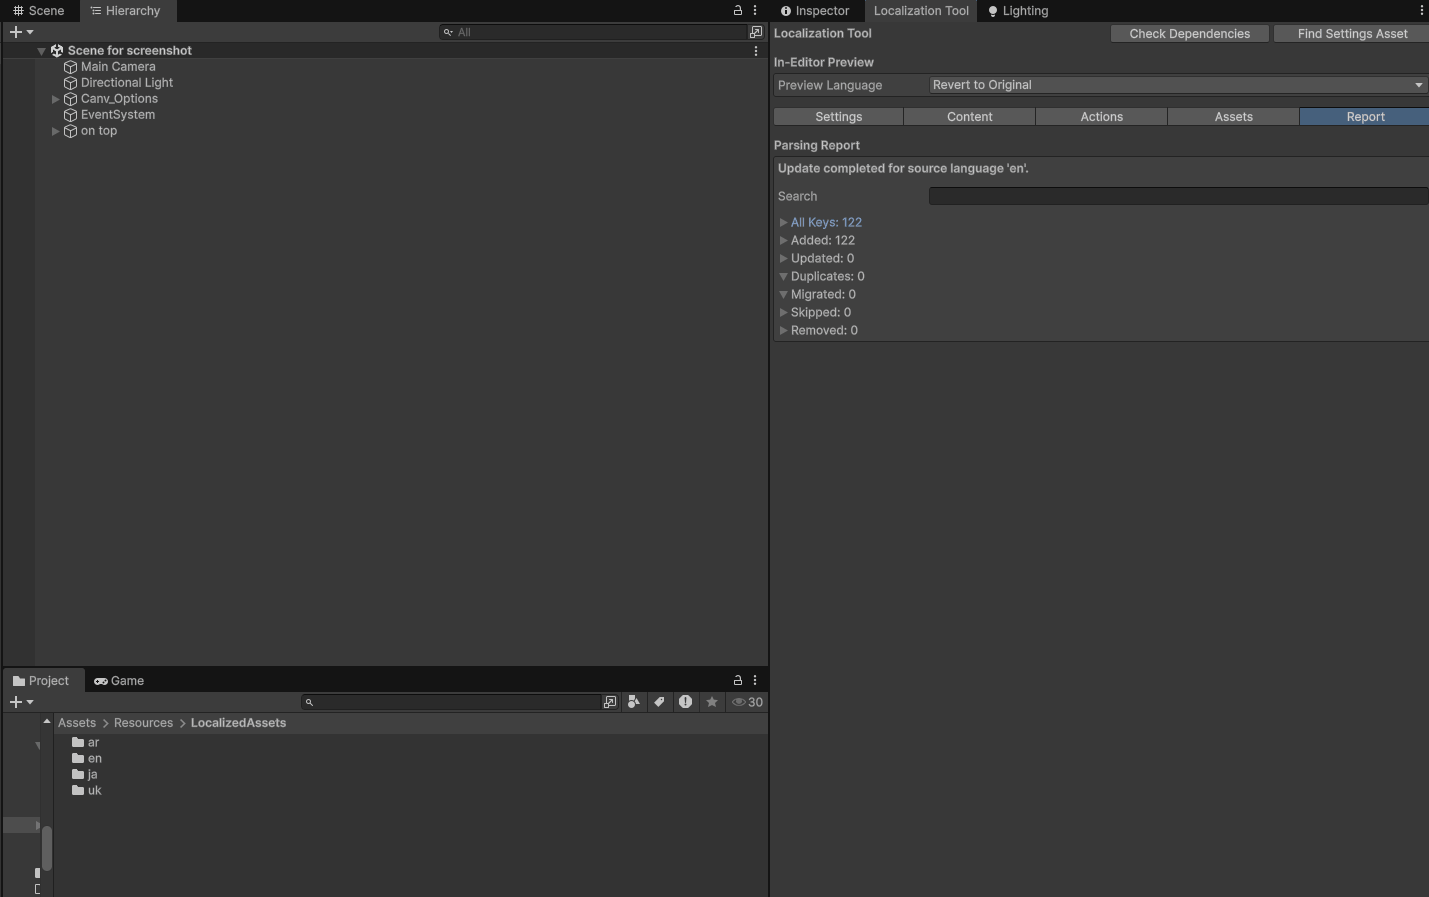 Scene Hierarchy
All
Scene for screenshot
Main Camera
Directional Light
Canv_Options
EventSystem
on top
Project Game
30
Assets > Resources > LocalizedAssets
ar
en
ja
uk
Inspector Localization Tool Lighting
Localization Tool Check Dependencies Find Settings Asset
In-Editor Preview
Preview Language Revert to Original
Settings Content Actions Assets Report
Parsing Report
Update completed for source language 'en'.
Search
All Keys: 122
Added: 122
Updated: 0
Duplicates: 0
Migrated: 0
Skipped: 0
Removed: 0